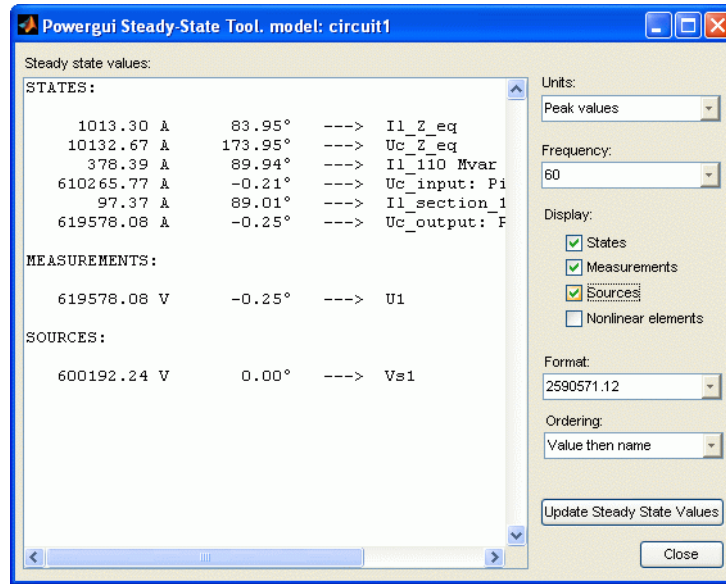 Powergui Steady-State Tool. model: circuit1
Steady state values:
STATES:
1013.30 A 83.95° ---> Il_Z_eq
10132.67 A 173.95° ---> Uc_Z_eq
378.39 A 89.94° ---> Il_110 Mvar
610265.77 A -0.21° ---> Uc_input: Pi
97.37 A 89.01° ---> Il_section_1
619578.08 A -0.25° ---> Uc_output: P
MEASUREMENTS:
619578.08 V -0.25° ---> U1
SOURCES:
600192.24 V 0.00° ---> Vs1
Units:
Peak values
Frequency:
60
Display:
States
Measurements
Sources
Nonlinear elements
Format:
2590571.12
Ordering:
Value then name
Update Steady State Values
Close